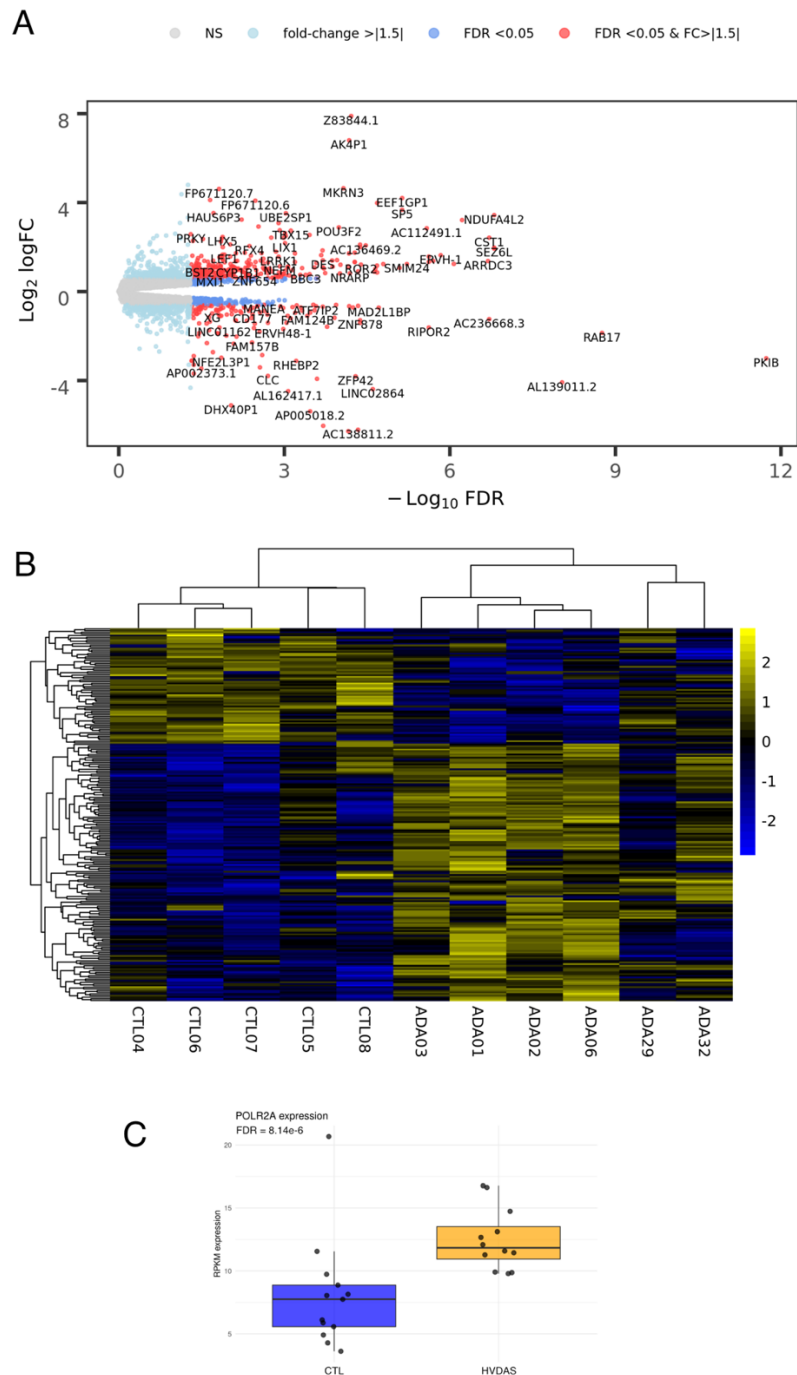 A
NS fold-change >|1.5| FDR <0.05 FDR <0.05 & FC>|1.5|
8
Z83844.1
AK4P1
FP671120.7 MKRN3
4
FP671120.6 EEF1GP1
HAUS6P3 UBE2SP1 SP5 NDUFA4L2
PRKY LHX5 TBX15 POU3F2 AC112491.1
RFX4 LIX1 AC136469.2 CST1
LEF1 LRRK1 DES ERVH-1 SEZ6L
BST2 CYP1B1 NEFM ROR2 SMIM24 ARRDC3
MXI1 ZNF654 BBC3 NRARP
0
XG MANEA ATF7IP2 MAD2L1BP
CD177 FAM124B ZNF878 AC236668.3
LINC01162 ERVH48-1 RIPOR2 RAB17
FAM157B
NFE2L3P1 RHEBP2 PKIB
AP002373.1
-4
CLC ZFP42 AL139011.2
AL162417.1 LINC02864
DHX40P1 AP005018.2
AC138811.2
Log2 logFC
0 3 6 9 12
− Log10 FDR
B
2
1
0
-1
-2
CTL04 CTL06 CTL07 CTL05 CTL08 ADA03 ADA01 ADA02 ADA06 ADA29 ADA32
C
POLR2A expression
FDR = 8.14e-6
20
15
10
5
RPKM expression
CTL HVDAS